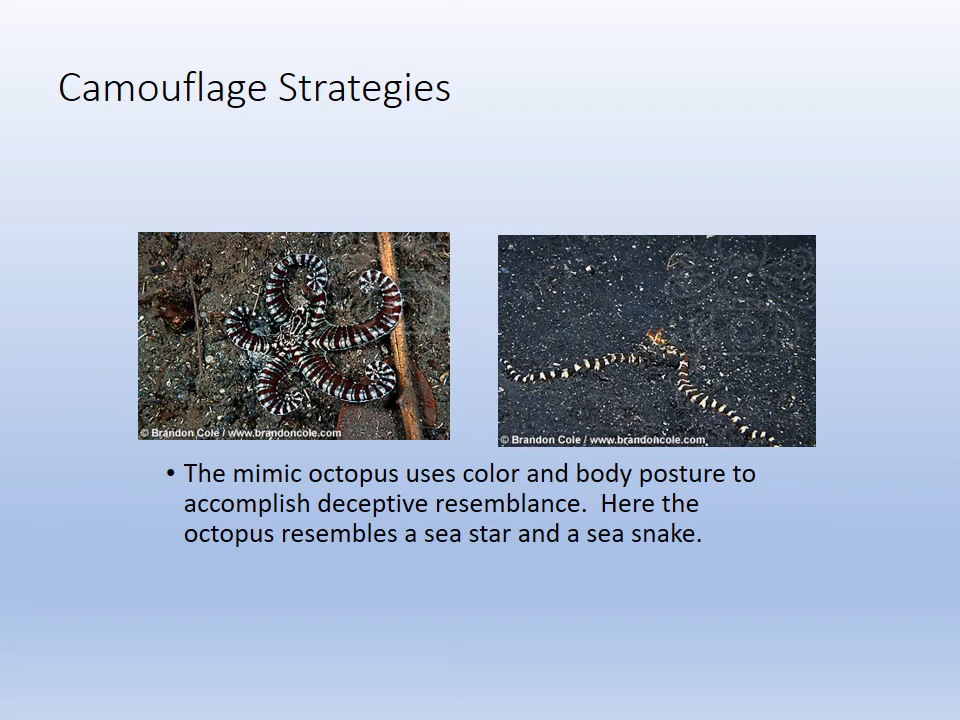 Camouflage Strategies
© Brandon Cole / www.brandoncole.com
© Brandon Cole / www.brandoncole.com
• The mimic octopus uses color and body posture to
accomplish deceptive resemblance.  Here the
octopus resembles a sea star and a sea snake.